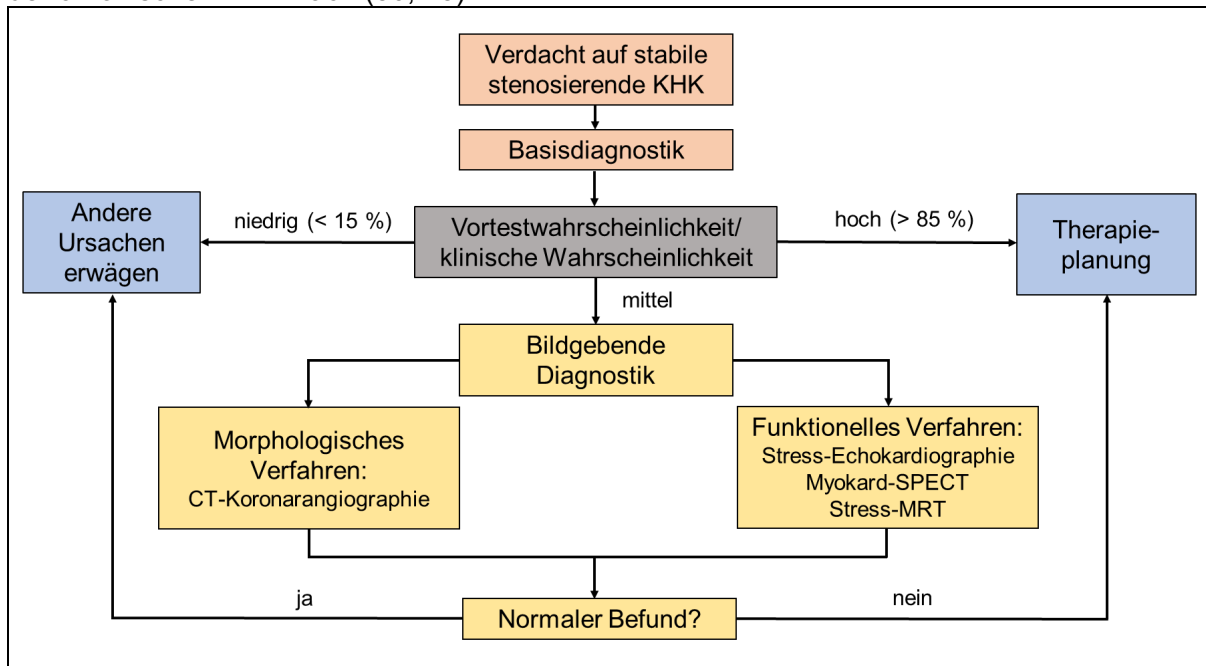 Verdacht auf stabile
stenosierende KHK
Basisdiagnostik
Andere
Ursachen
erwägen
niedrig (< 15 %)
Vortestwahrscheinlichkeit/
klinische Wahrscheinlichkeit
hoch (> 85 %)
Therapie-
planung
mittel
Bildgebende
Diagnostik
Morphologisches
Verfahren:
CT-Koronarangiographie
Funktionelles Verfahren:
Stress-Echokardiographie
Myokard-SPECT
Stress-MRT
ja
Normaler Befund?
nein